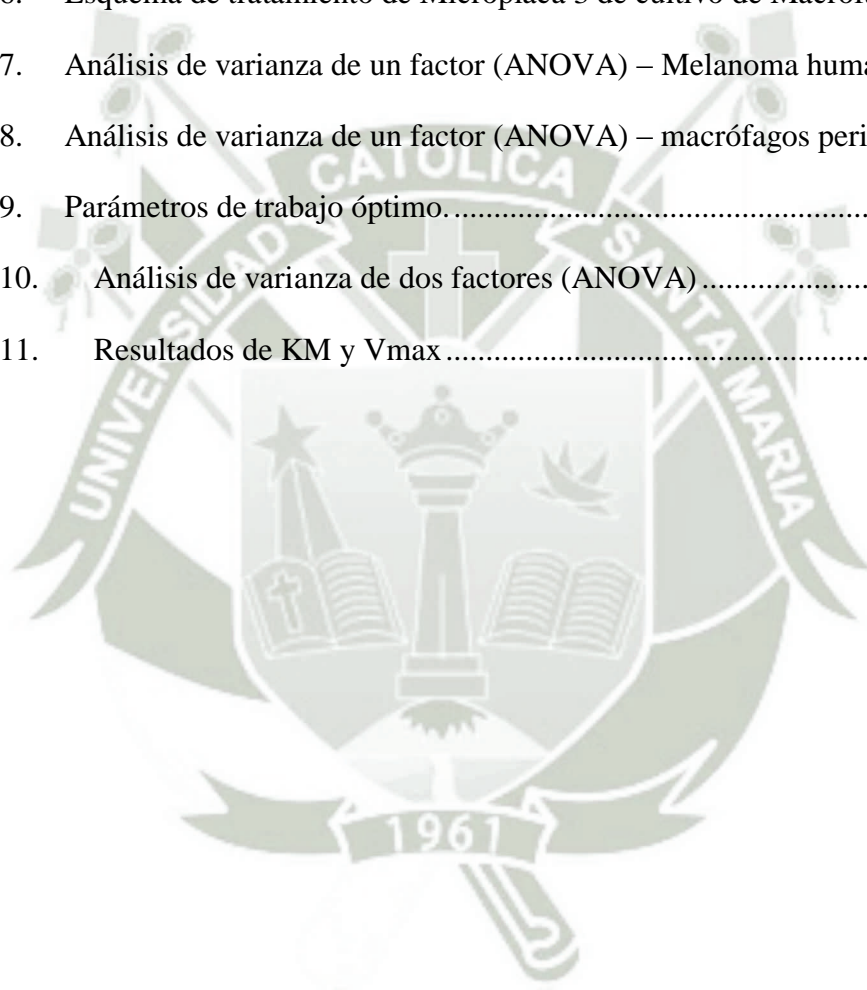 7. Análisis de varianza de un factor (ANOVA) – Melanoma
8. Análisis de varianza de un factor (ANOVA) – macrófagos
9. Parámetros de trabajo óptimo.......................................................
10. Análisis de varianza de dos factores (ANOVA)......................
11. Resultados de KM y Vmax.......................................................
UNIVERSIDAD CATOLICA SANTA MARIA
1961